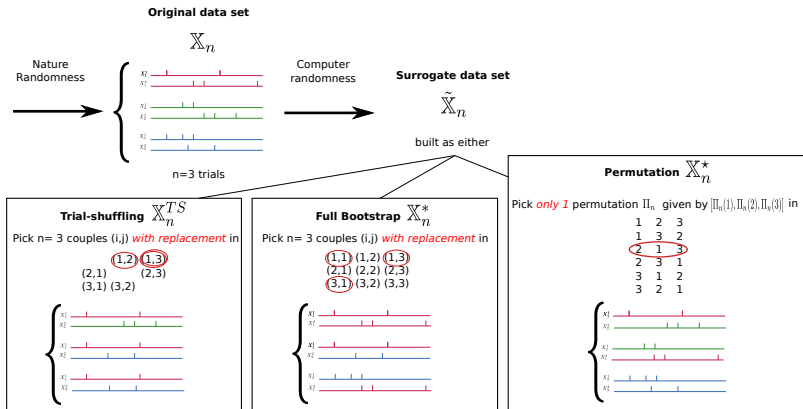 Original data set
𝕏n
Nature
Randomness
Computer
randomness
Surrogate data set
𝕏̃n
built as either
n=3 trials
Trial-shuffling 𝕏n^TS
Pick n= 3 couples (i,j) with replacement in
(1,2) (1,3)
(2,1) (2,3)
(3,1) (3,2)
Full Bootstrap 𝕏n^*
Pick n= 3 couples (i,j) with replacement in
(1,1) (1,2) (1,3)
(2,1) (2,2) (2,3)
(3,1) (3,2) (3,3)
Permutation 𝕏n^⋆
Pick only 1 permutation Πn given by [Πn(1),Πn(2),Πn(3)] in
1 2 3
1 3 2
2 1 3
2 3 1
3 1 2
3 2 1